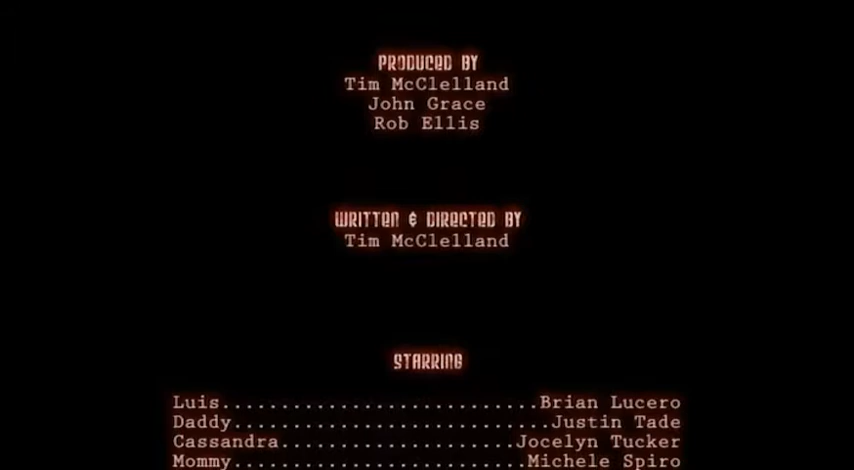 PRODUCED BY
Tim McClelland
John Grace
Rob Ellis
WRITTEN & DIRECTED BY
Tim McClelland
STARRING
Luis...........................Brian Lucero
Daddy...........................Justin Tade
Cassandra....................Jocelyn Tucker
Mommy.........................Michele Spiro